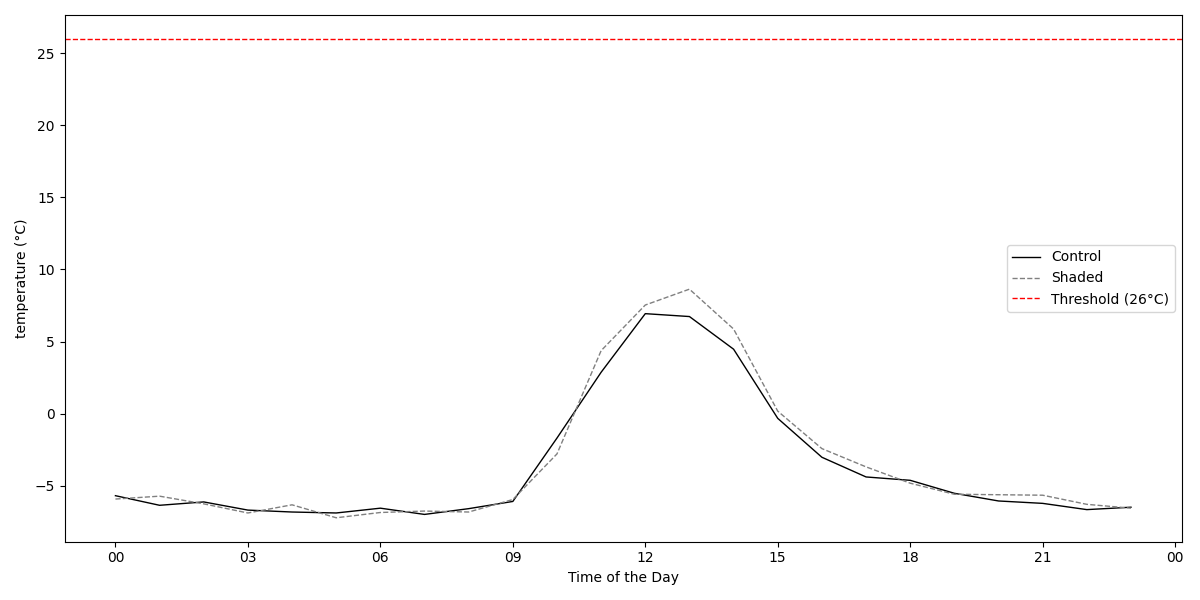 25
20
15
10
5
0
−5
temperature (°C)
Control
Shaded
Threshold (26°C)
00 03 06 09 12 15 18 21 00
Time of the Day